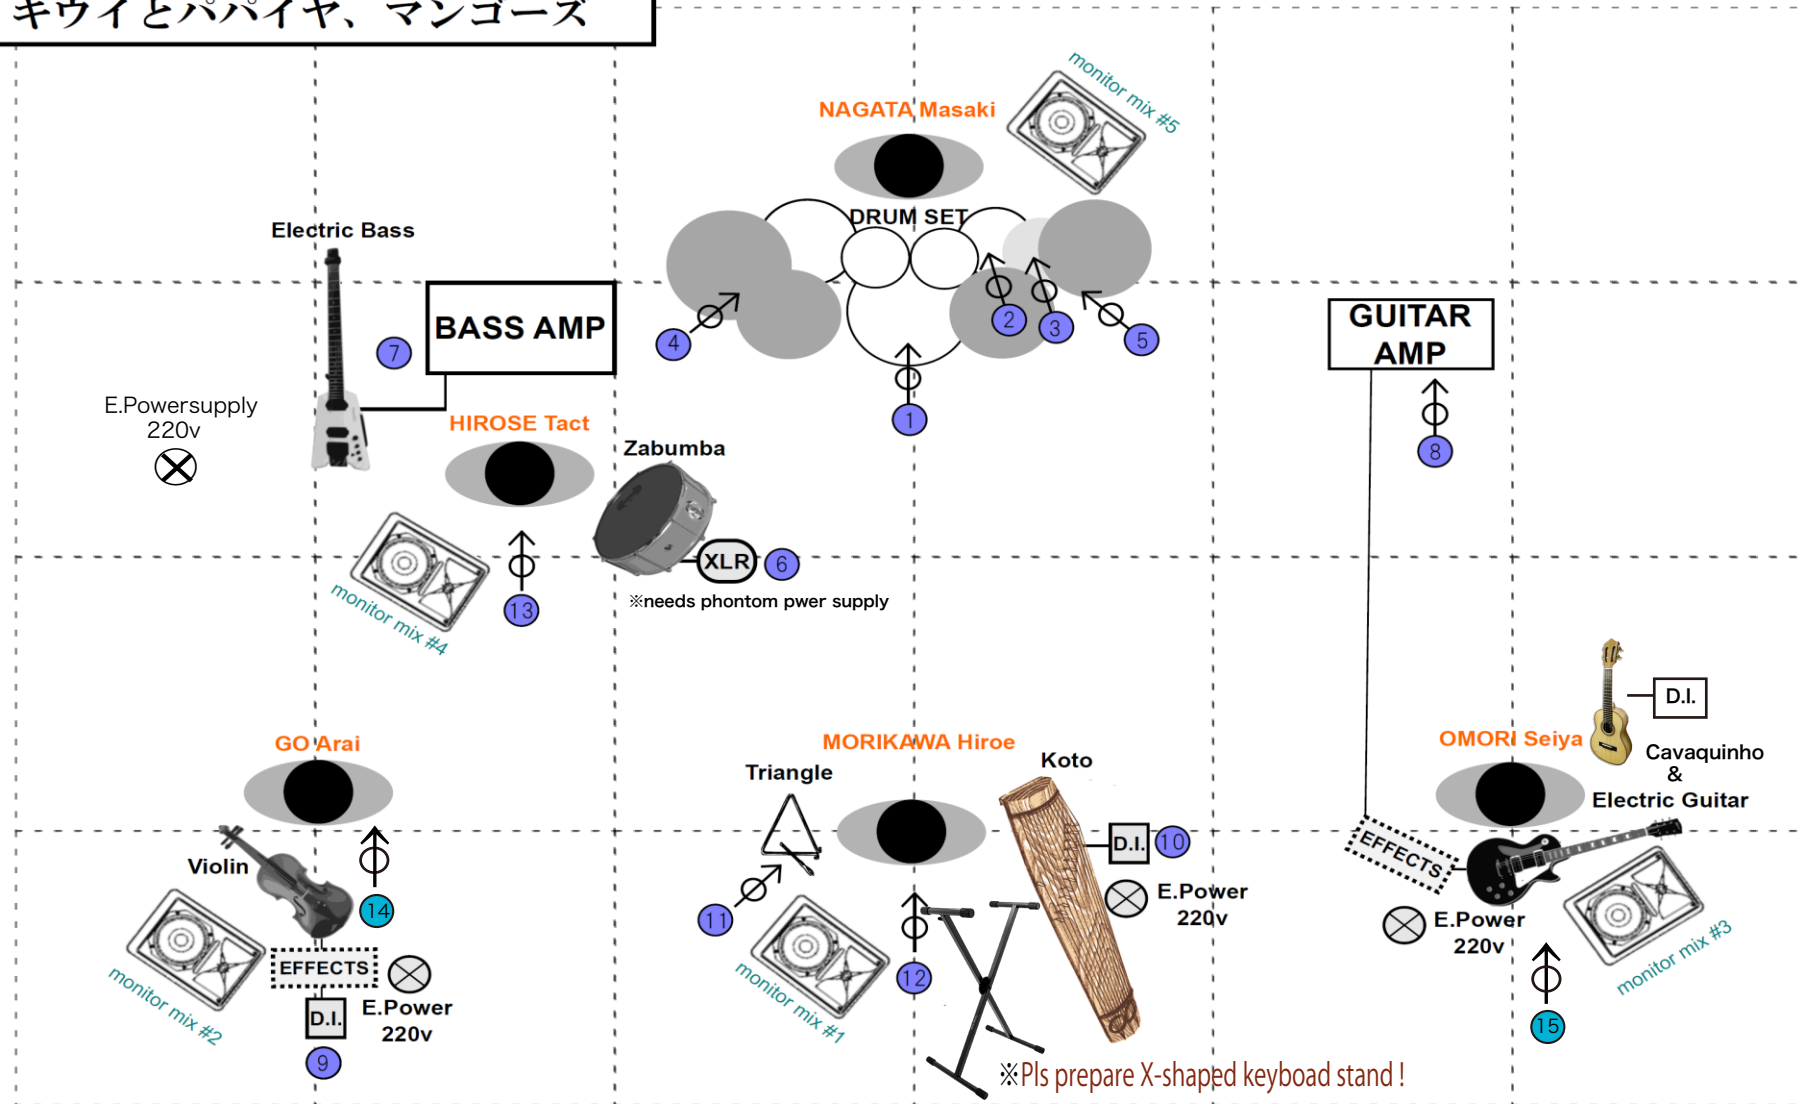 キウイとパパイヤ、マンゴーズ
monitor mix #5
NAGATA Masaki
DRUM SET
Electric Bass
BASS AMP
7
GUITAR
AMP
4
2
3
5
1
8
E.Powersupply
220v
HIROSE Tact
Zabumba
XLR
6
※needs phontom pwer supply
13
monitor mix #4
D.I.
GO Arai
MORIKAWA Hiroe
OMORI Seiya
Cavaquinho
&
Electric Guitar
Triangle
Koto
Violin
D.I.
10
EFFECTS
E.Power
220v
14
11
12
E.Power
220v
EFFECTS
D.I.
E.Power
220v
9
monitor mix #2
monitor mix #1
monitor mix #3
15
※Pls prepare X-shaped keyboad stand !